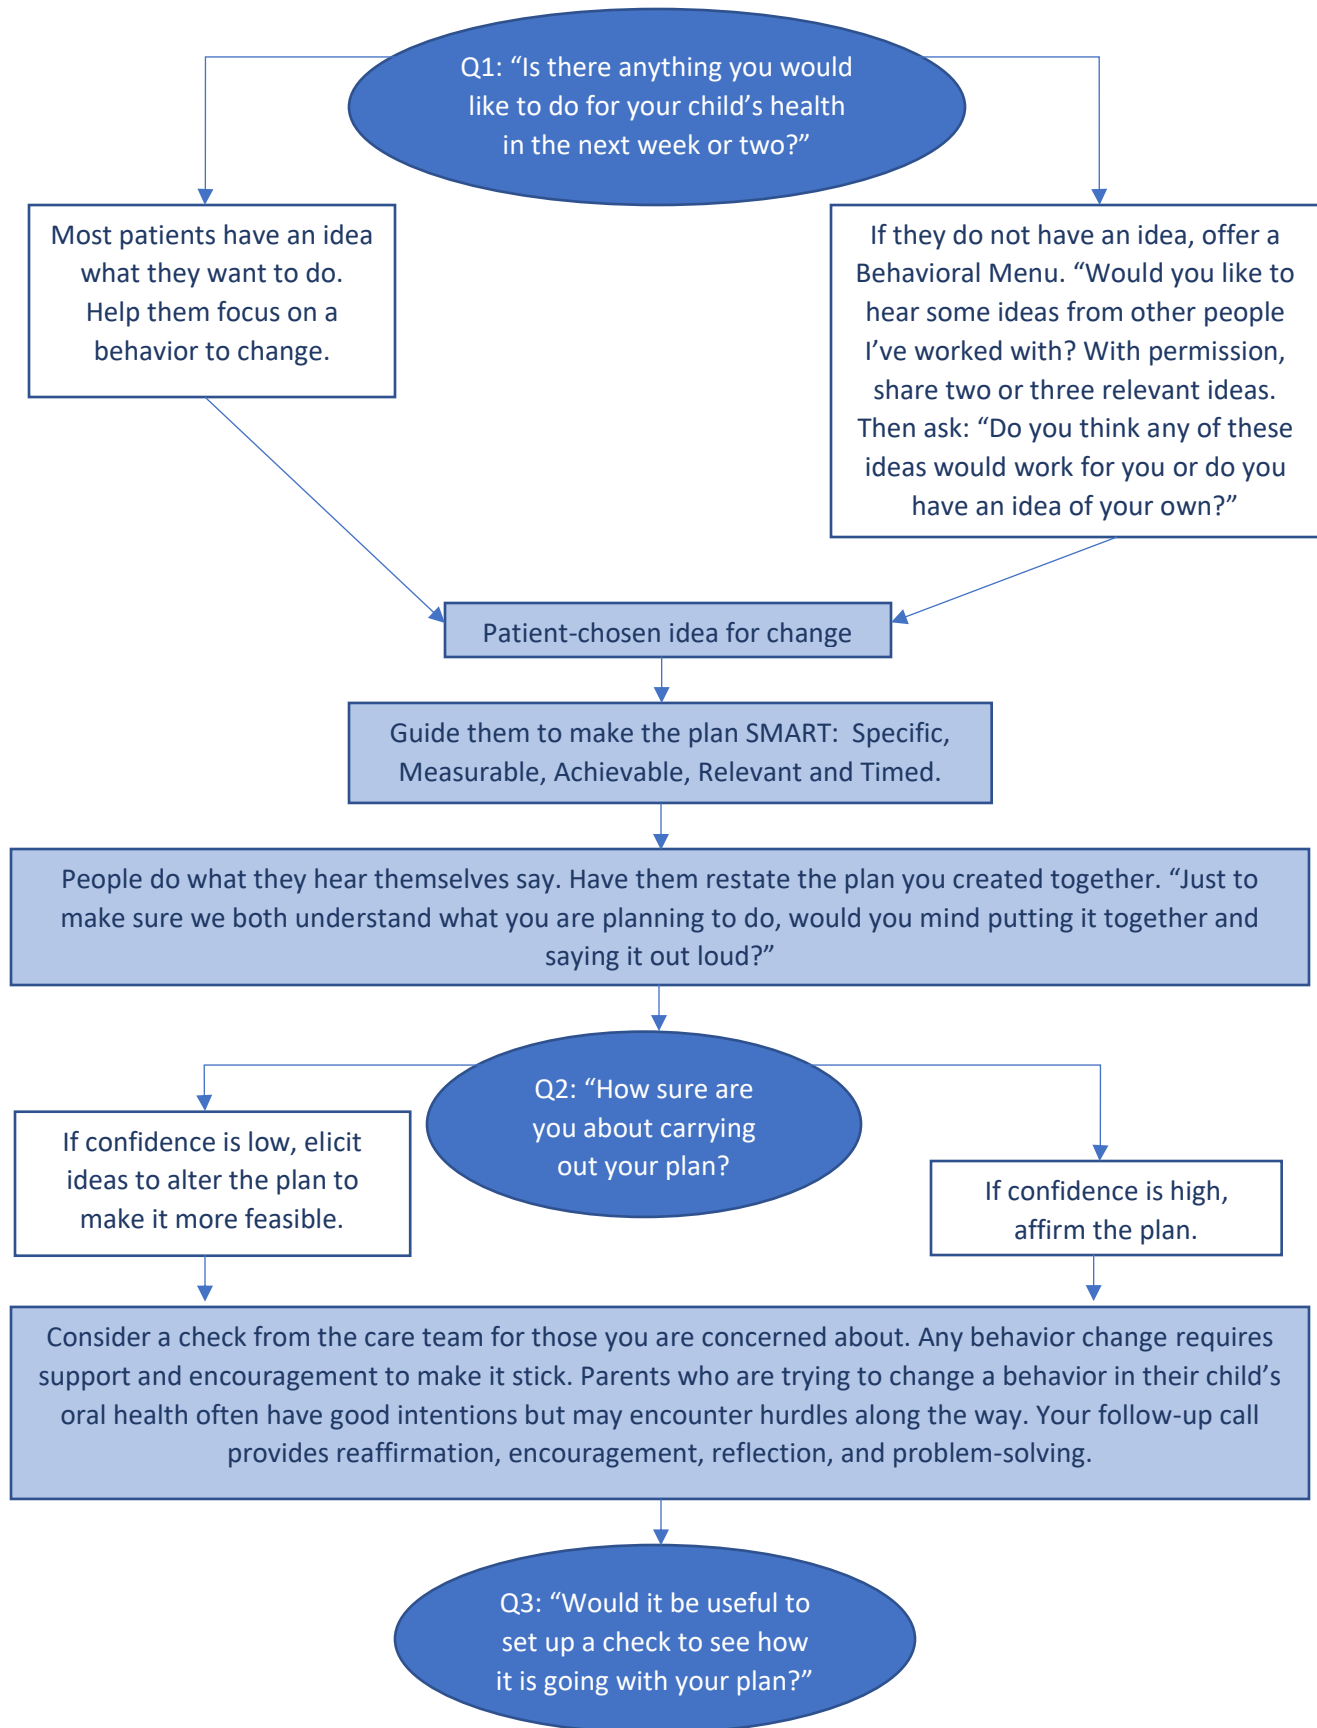 Q1: “Is there anything you would
like to do for your child’s health
in the next week or two?”
Most patients have an idea
what they want to do.
Help them focus on a
behavior to change.
If they do not have an idea, offer a
Behavioral Menu. “Would you like to
hear some ideas from other people
I’ve worked with? With permission,
share two or three relevant ideas.
Then ask: “Do you think any of these
ideas would work for you or do you
have an idea of your own?”
Patient-chosen idea for change
Guide them to make the plan SMART:  Specific,
Measurable, Achievable, Relevant and Timed.
People do what they hear themselves say. Have them restate the plan you created together. “Just to
make sure we both understand what you are planning to do, would you mind putting it together and
saying it out loud?”
Q2: “How sure are
you about carrying
out your plan?
If confidence is low, elicit
ideas to alter the plan to
make it more feasible.
If confidence is high,
affirm the plan.
Consider a check from the care team for those you are concerned about. Any behavior change requires
support and encouragement to make it stick. Parents who are trying to change a behavior in their child’s
oral health often have good intentions but may encounter hurdles along the way. Your follow-up call
provides reaffirmation, encouragement, reflection, and problem-solving.
Q3: “Would it be useful to
set up a check to see how
it is going with your plan?”